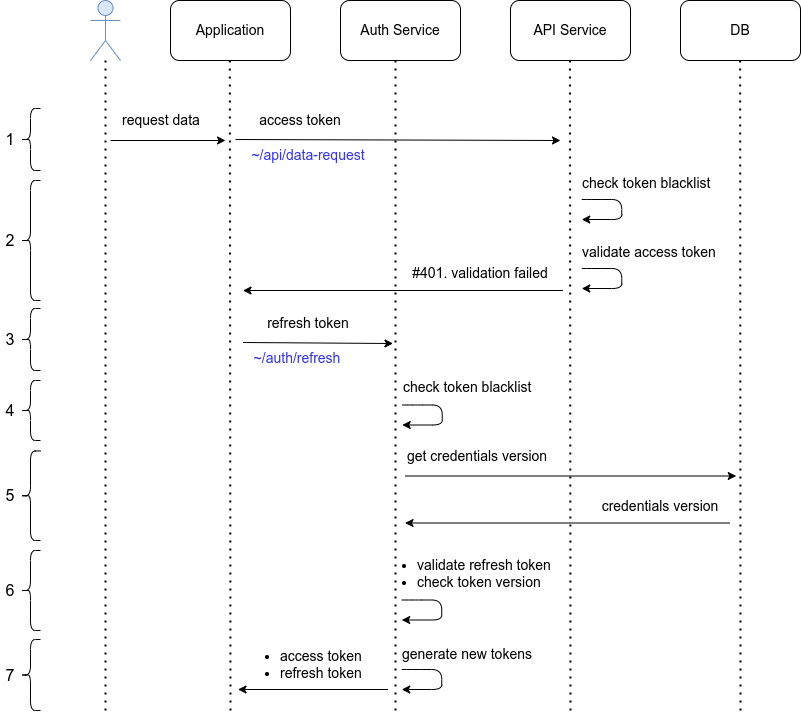 Application
Auth Service
API Service
DB
1
request data
access token
~/api/data-request
2
check token blacklist
validate access token
#401. validation failed
3
refresh token
~/auth/refresh
4
check token blacklist
5
get credentials version
credentials version
6
• validate refresh token
• check token version
7
• access token
• refresh token
generate new tokens